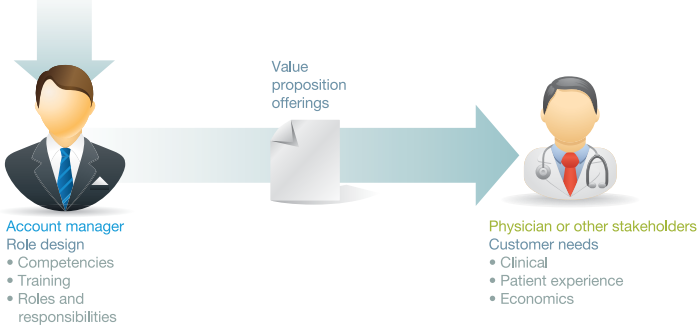 Value
proposition
offerings
Account manager
Role design
• Competencies
• Training
• Roles and
responsibilities
Physician or other stakeholders
Customer needs
• Clinical
• Patient experience
• Economics